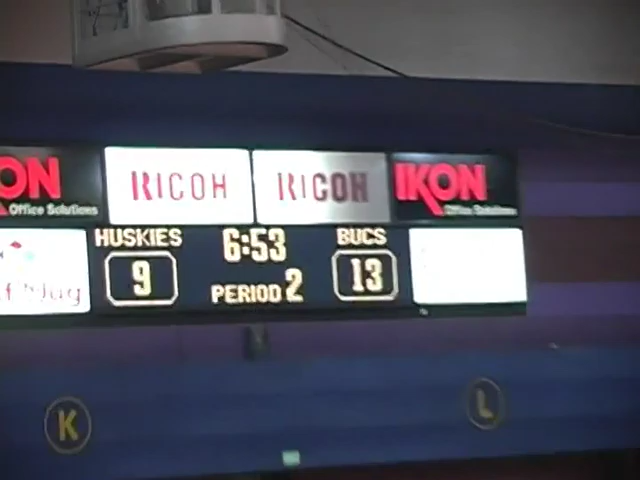 ON
Office Solutions
RICOH
RICOH
IKON
Office Solutions
HUSKIES
6:53
BUCS
9
PERIOD 2
13
K
L